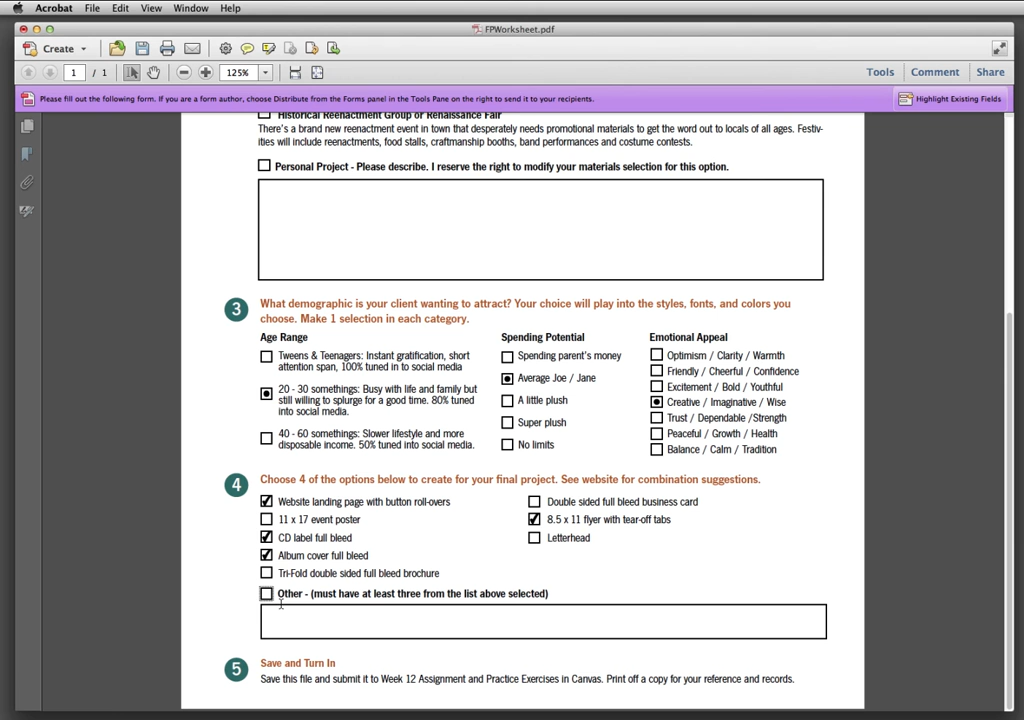 Acrobat File Edit View Window Help
FPWorksheet.pdf
Create
1 / 1 125% Tools Comment Share
Please fill out the following form. If you are a form author, choose Distribute from the Forms panel in the Tools Pane on the right to send it to your recipients. Highlight Existing Fields
Historical Reenactment Group or Renaissance Fair
There's a brand new reenactment event in town that desperately needs promotional materials to get the word out to locals of all ages. Festiv-
ities will include reenactments, food stalls, craftmanship booths, band performances and costume contests.
Personal Project - Please describe. I reserve the right to modify your materials selection for this option.
3
What demographic is your client wanting to attract? Your choice will play into the styles, fonts, and colors you
choose. Make 1 selection in each category.
Age Range
Tweens & Teenagers: Instant gratification, short
attention span, 100% tuned in to social media
20 - 30 somethings: Busy with life and family but
still willing to splurge for a good time. 80% tuned
into social media.
40 - 60 somethings: Slower lifestyle and more
disposable income. 50% tuned into social media.
Spending Potential
Spending parent's money
Average Joe / Jane
A little plush
Super plush
No limits
Emotional Appeal
Optimism / Clarity / Warmth
Friendly / Cheerful / Confidence
Excitement / Bold / Youthful
Creative / Imaginative / Wise
Trust / Dependable /Strength
Peaceful / Growth / Health
Balance / Calm / Tradition
4
Choose 4 of the options below to create for your final project. See website for combination suggestions.
Website landing page with button roll-overs
11 x 17 event poster
CD label full bleed
Album cover full bleed
Tri-Fold double sided full bleed brochure
Double sided full bleed business card
8.5 x 11 flyer with tear-off tabs
Letterhead
Other - (must have at least three from the list above selected)
5
Save and Turn In
Save this file and submit it to Week 12 Assignment and Practice Exercises in Canvas. Print off a copy for your reference and records.